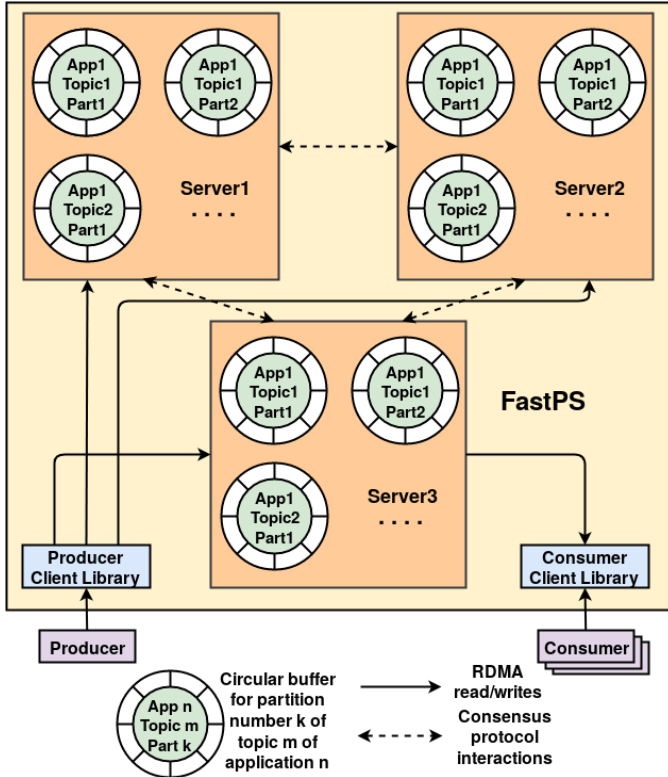 App1
Topic1
Part1
App1
Topic1
Part2
App1
Topic2
Part1
Server1
. . . .
App1
Topic1
Part1
App1
Topic1
Part2
App1
Topic2
Part1
Server2
. . . .
App1
Topic1
Part1
App1
Topic1
Part2
App1
Topic2
Part1
Server3
. . . .
FastPS
Producer
Client Library
Consumer
Client Library
Producer
Consumer
App n
Topic m
Part k
Circular buffer
for partition
number k of
topic m of
application n
RDMA
read/writes
Consensus
protocol
interactions